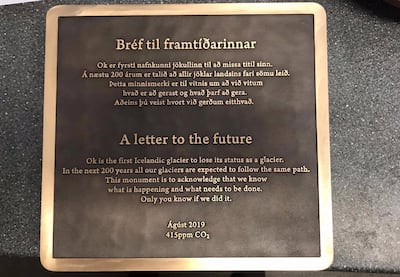 Bréf til framtíðarinnar
Ok er fyrsti nafnkunni jökullinn til að missa titil sinn.
Á næstu 200 árum er talið að allir jöklar landsins fari sömu leið.
Þetta minnismerki er til vitnis um að við vitum
hvað er að gerast og hvað þarf að gera.
Aðeins þú veist hvort við gerðum eitthvað.
A letter to the future
Ok is the first Icelandic glacier to lose its status as a glacier.
In the next 200 years all our glaciers are expected to follow the same path.
This monument is to acknowledge that we know
what is happening and what needs to be done.
Only you know if we did it.
Ágúst 2019
415ppm CO₂